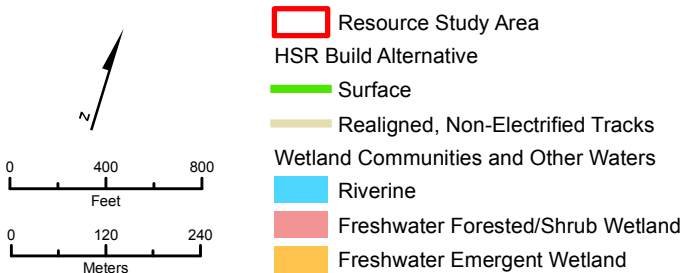 N
0 400 800
Feet
0 120 240
Meters
Resource Study Area
HSR Build Alternative
Surface
Realigned, Non-Electrified Tracks
Wetland Communities and Other Waters
Riverine
Freshwater Forested/Shrub Wetland
Freshwater Emergent Wetland